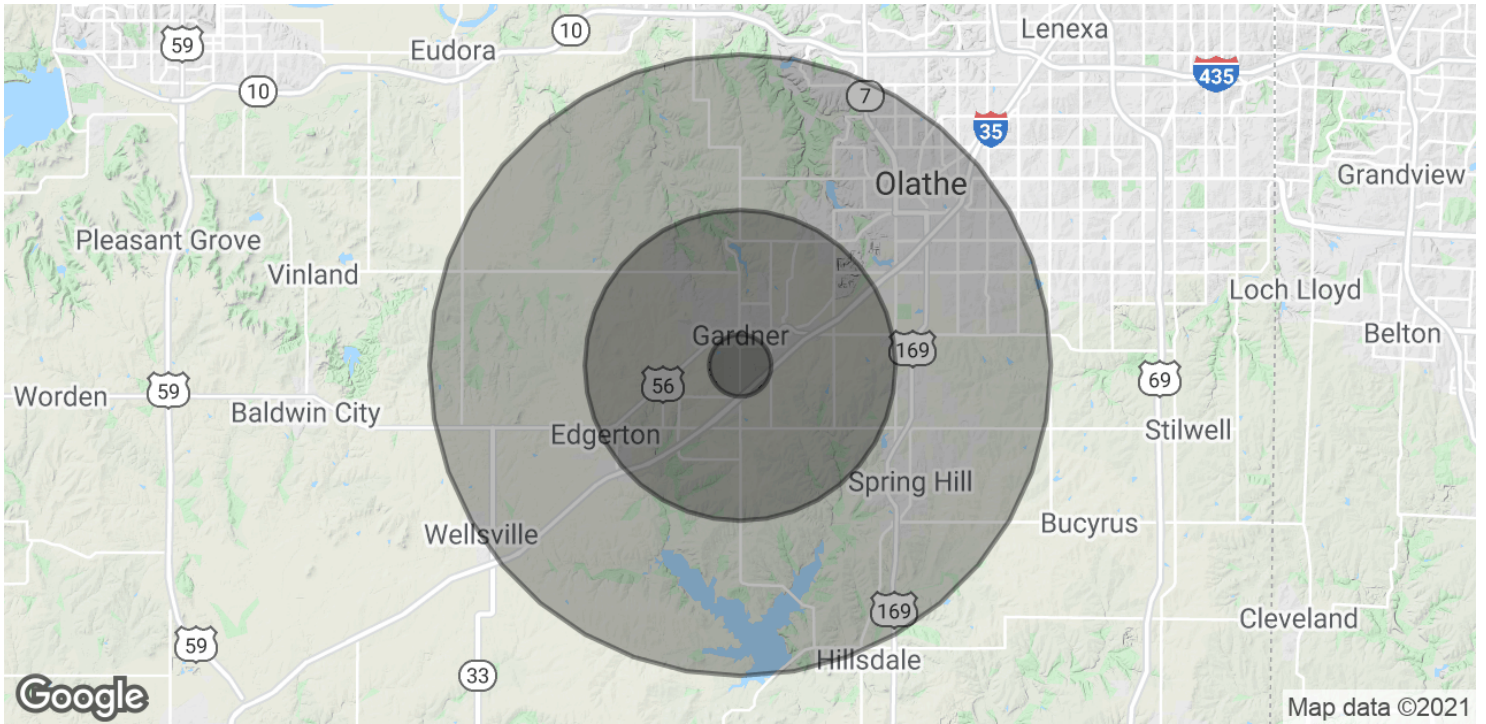 Lenexa
59
10
Eudora
435
10
7
35
Grandview
Olathe
Pleasant Grove
Vinland
Loch Lloyd
Belton
Gardner
169
56
69
59
Worden
Baldwin City
Edgerton
Stilwell
Spring Hill
Bucyrus
Wellsville
169
Cleveland
59
Hillsdale
33
Google
Map data ©2021